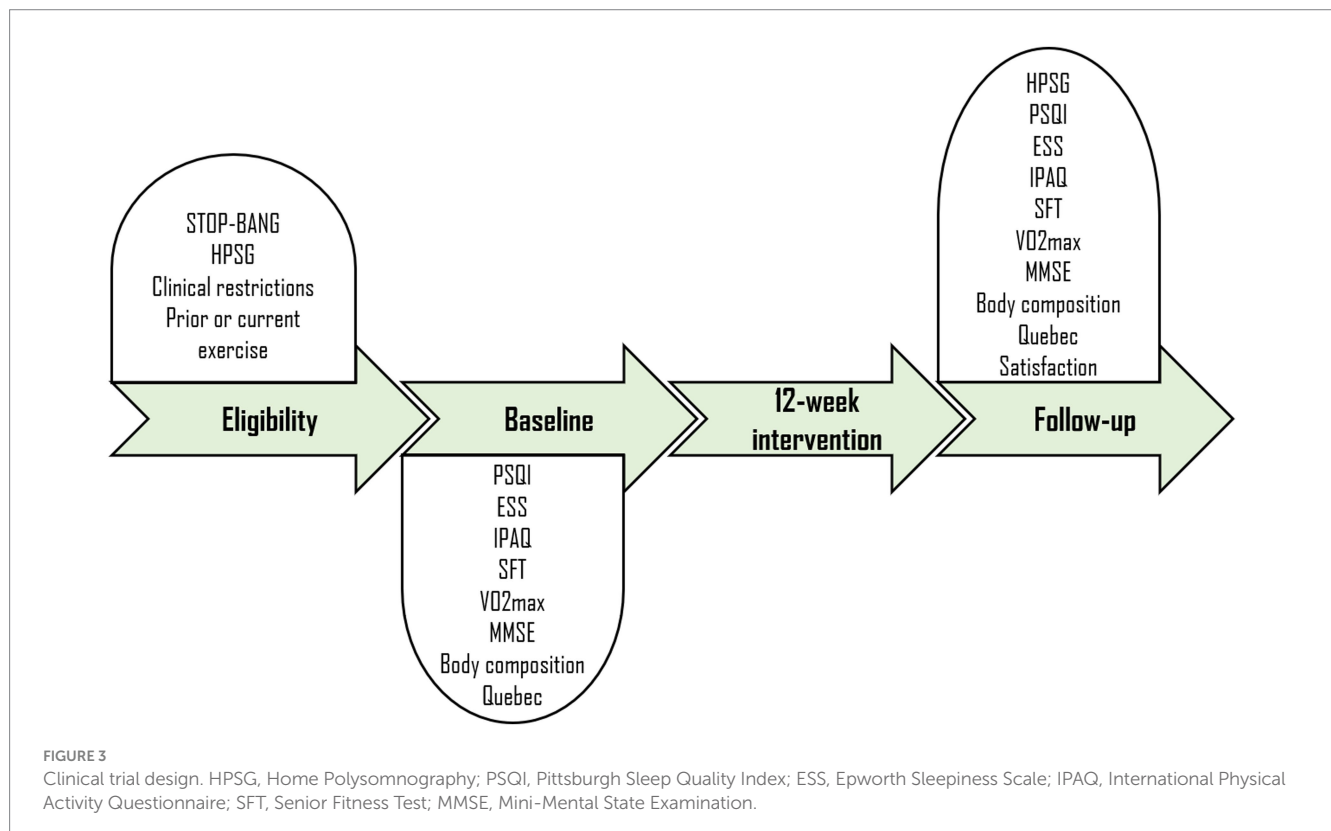 STOP-BANG
HPSG
Clinical restrictions
Prior or current
exercise
Eligibility
Baseline
PSQI
ESS
IPAQ
SFT
VO2max
MMSE
Body composition
Quebec
12-week
intervention
HPSG
PSQI
ESS
IPAQ
SFT
VO2max
MMSE
Body composition
Quebec
Satisfaction
Follow-up
FIGURE 3
Clinical trial design. HPSG, Home Polysomnography; PSQI, Pittsburgh Sleep Quality Index; ESS, Epworth Sleepiness Scale; IPAQ, International Physical
Activity Questionnaire; SFT, Senior Fitness Test; MMSE, Mini-Mental State Examination.